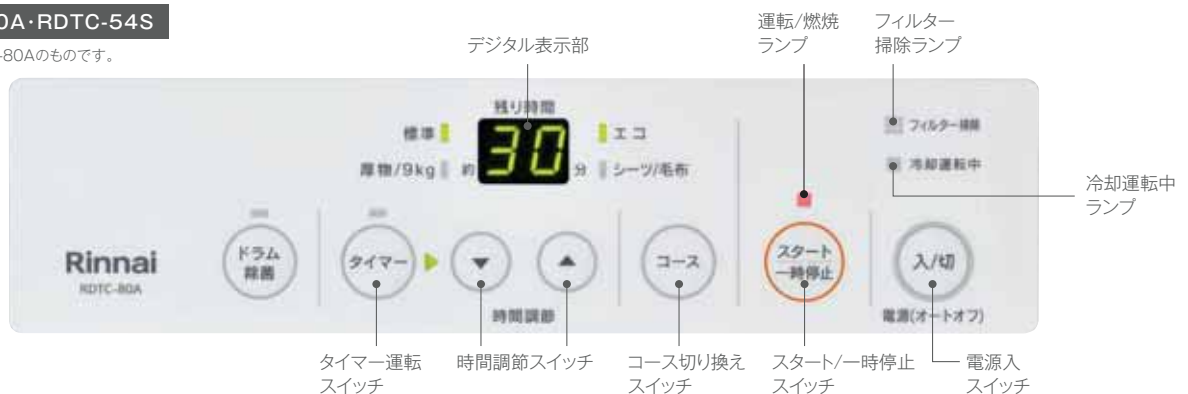 0A･RDTC-54S
-80Aのものです。
デジタル表示部
運転/燃焼
ランプ
フィルター
掃除ランプ
残り時間
標準
エコ
厚物/9kg
約
30
分
シーツ/毛布
フィルター掃除
冷却運転中
冷却運転中
ランプ
Rinnai
RDTC-80A
ドラム
除菌
タイマー
コース
スタート
一時停止
入/切
時間調節
電源(オートオフ)
タイマー運転
スイッチ
時間調節スイッチ
コース切り換え
スイッチ
スタート/一時停止
スイッチ
電源入
スイッチ